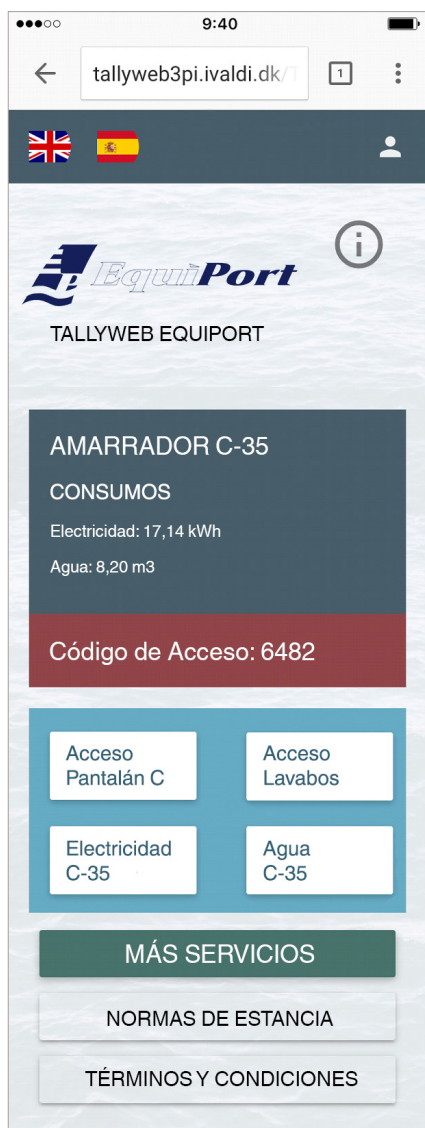 9:40
tallyweb3pi.ivaldi.dk/T
1
EquiPort
TALLYWEB EQUIPORT
AMARRADOR C-35
CONSUMOS
Electricidad: 17,14 kWh
Agua: 8,20 m3
Código de Acceso: 6482
Acceso
Pantalán C
Acceso
Lavabos
Electricidad
C-35
Agua
C-35
MÁS SERVICIOS
NORMAS DE ESTANCIA
TÉRMINOS Y CONDICIONES